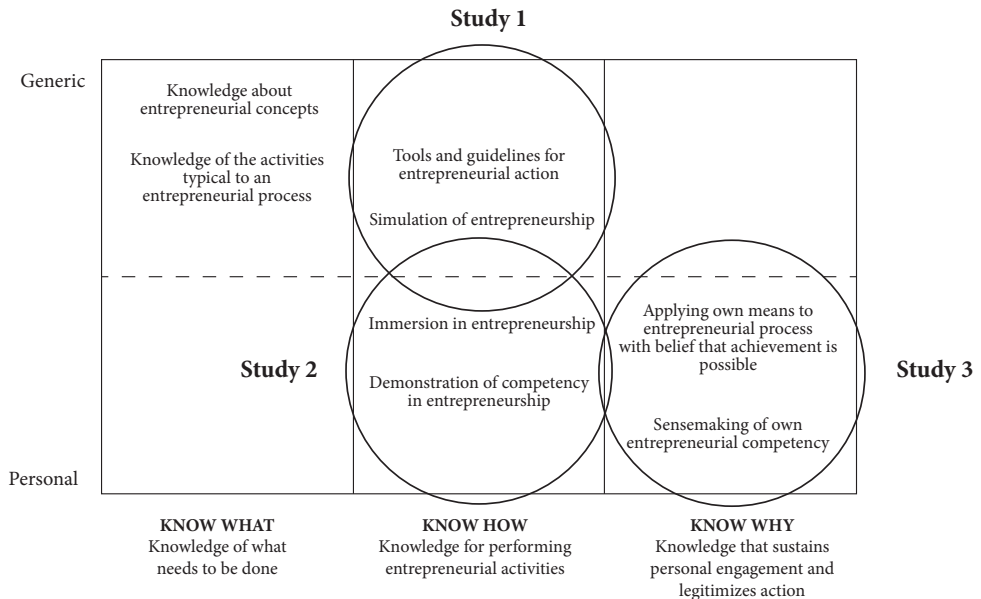 Study 1
Generic
Knowledge about
entrepreneurial concepts
Knowledge of the activities
typical to an
entrepreneurial process
Tools and guidelines for
entrepreneurial action
Simulation of entrepreneurship
Immersion in entrepreneurship
Demonstration of competency
in entrepreneurship
Applying own means to
entrepreneurial process
with belief that achievement is
possible
Sensemaking of own
entrepreneurial competency
Study 2
Study 3
Personal
KNOW WHAT
Knowledge of what
needs to be done
KNOW HOW
Knowledge for performing
entrepreneurial activities
KNOW WHY
Knowledge that sustains
personal engagement and
legitimizes action